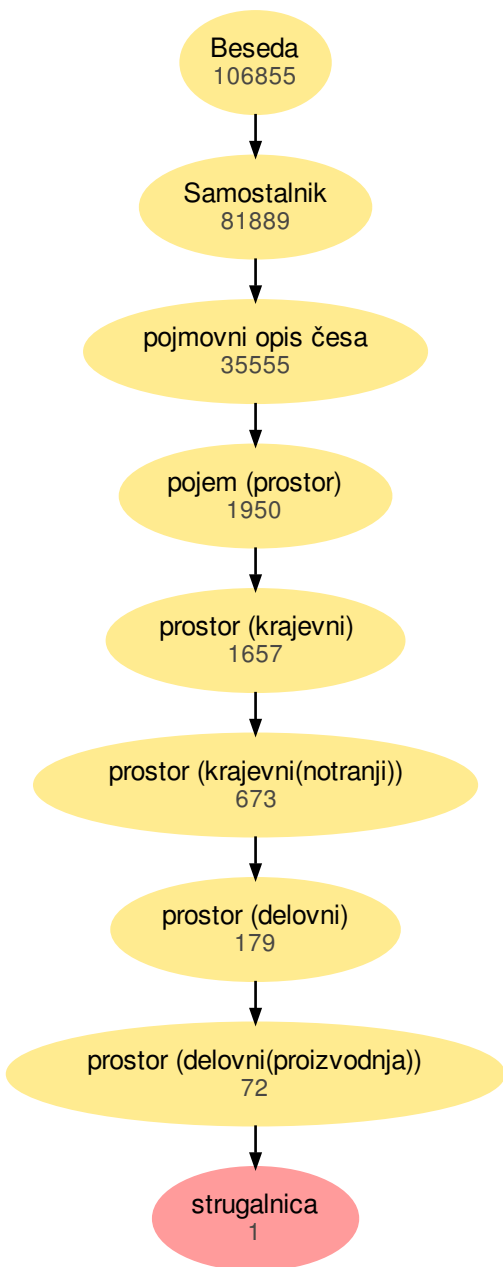 Beseda
106855
Samostalnik
81889
pojmovni opis česa
35555
pojem (prostor)
1950
prostor (krajevni)
1657
prostor (krajevni(notranji))
673
prostor (delovni)
179
prostor (delovni(proizvodnja))
72
strugalnica
1